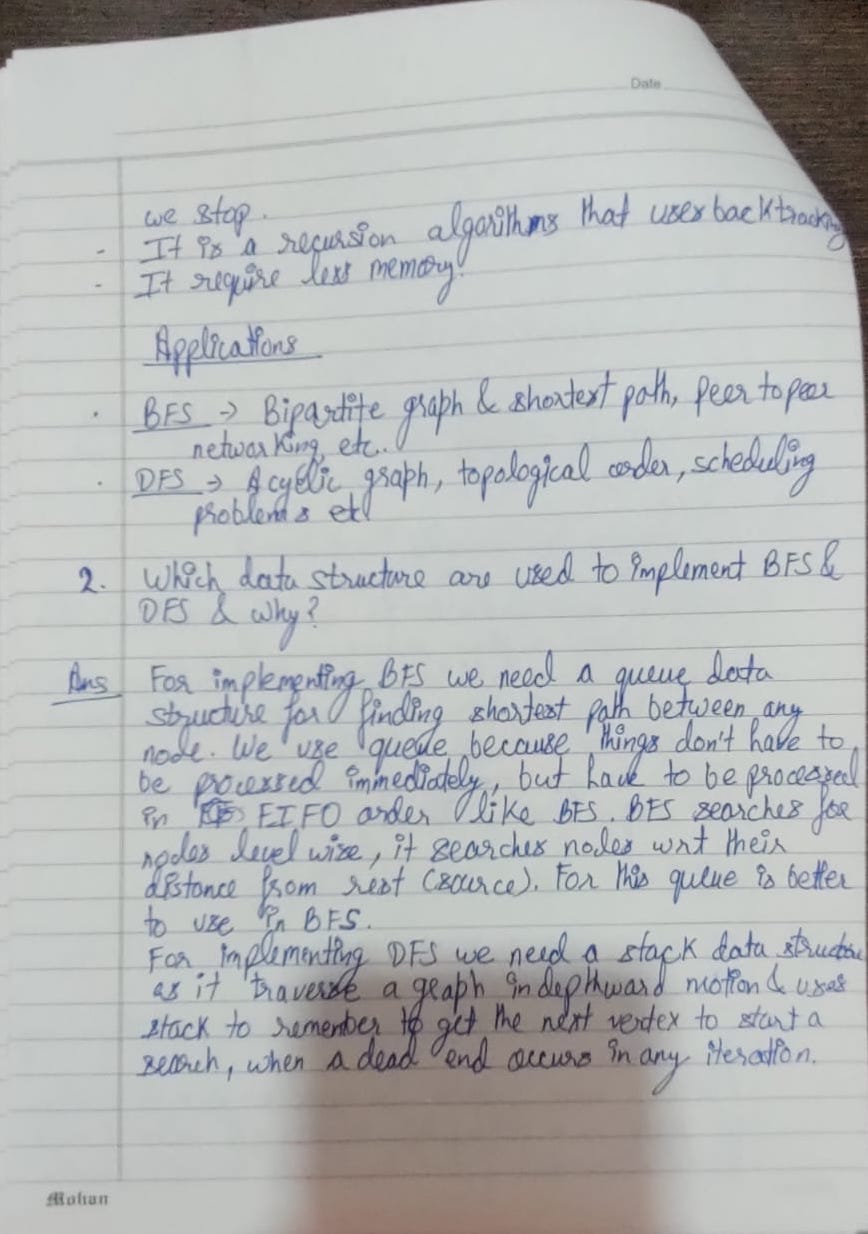 Date
we stop.
- It is a recursion algorithms that uses backtracking
- It require less memory.
Applications
. BFS → Bipartite graph & shortest path, peer to peer
networking, etc..
. DFS → Acyclic graph, topological order, scheduling
problems etc
2. Which data structure are used to implement BFS &
DFS & why?
Ans For implementing BFS we need a queue data
structure for finding shortest path between any
node. We use queue because things don't have to
be processed immediately, but have to be processed
in FIFO order like BFS. BFS searches for
nodes level wise, it searches nodes wrt their
distance from (source). For this queue is better
to use in BFS.
For implementing DFS we need a stack data structure
as it traverse a graph in depthward motion & uses
stack to remember to get the next vertex to start a
search, when a dead end occurs in any iteration.
Mohan